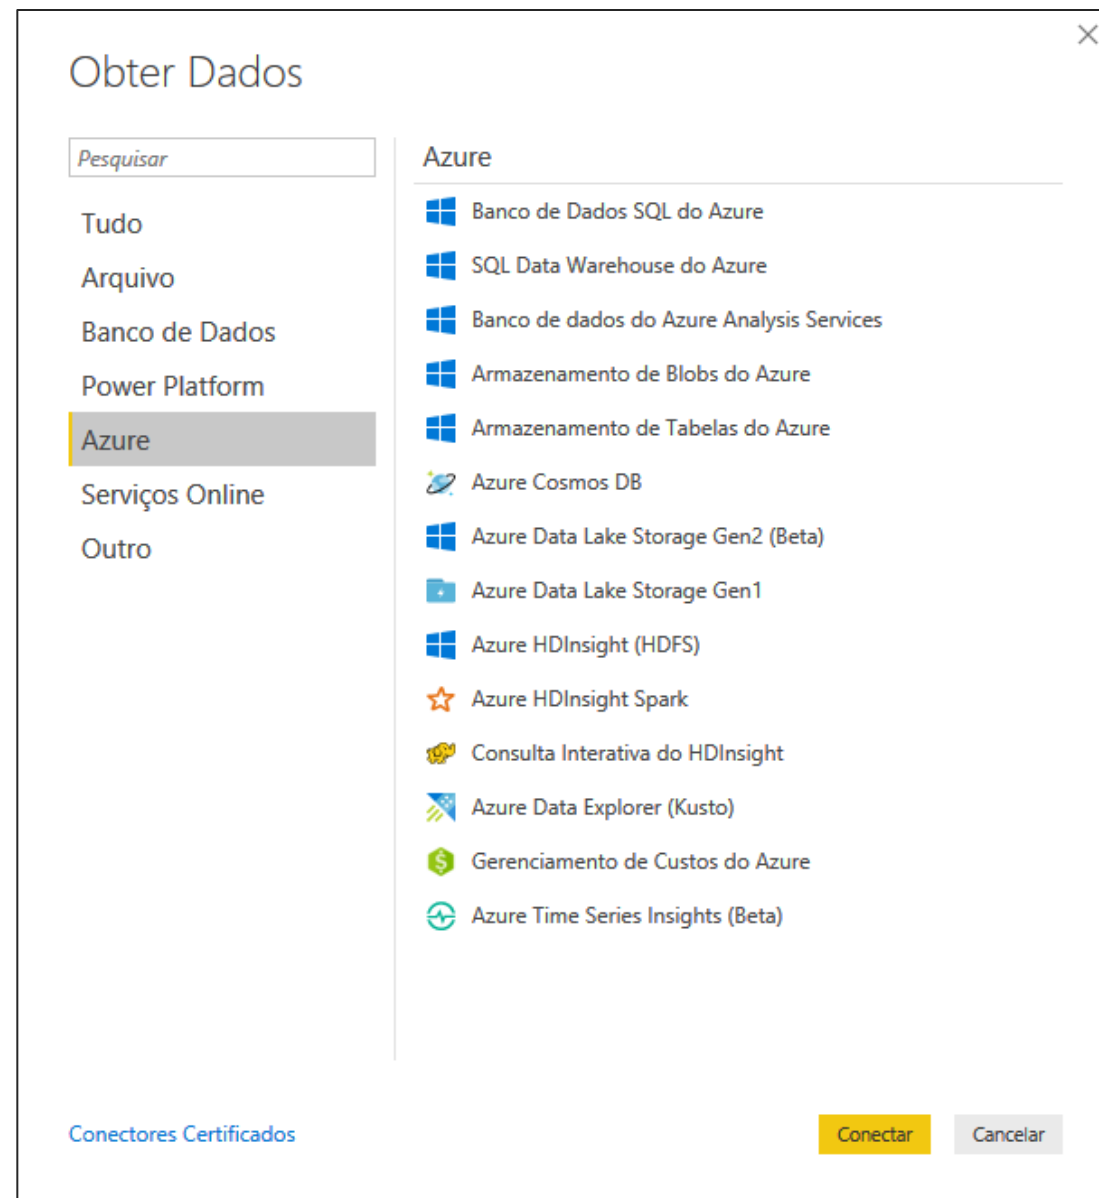 Obter Dados
Pesquisar
Tudo
Arquivo
Banco de Dados
Power Platform
Azure
Serviços Online
Outro
Azure
Banco de Dados SQL do Azure
SQL Data Warehouse do Azure
Banco de dados do Azure Analysis Services
Armazenamento de Blobs do Azure
Armazenamento de Tabelas do Azure
Azure Cosmos DB
Azure Data Lake Storage Gen2 (Beta)
Azure Data Lake Storage Gen1
Azure HDInsight (HDFS)
Azure HDInsight Spark
Consulta Interativa do HDInsight
Azure Data Explorer (Kusto)
Gerenciamento de Custos do Azure
Azure Time Series Insights (Beta)
Conectores Certificados
Conectar
Cancelar